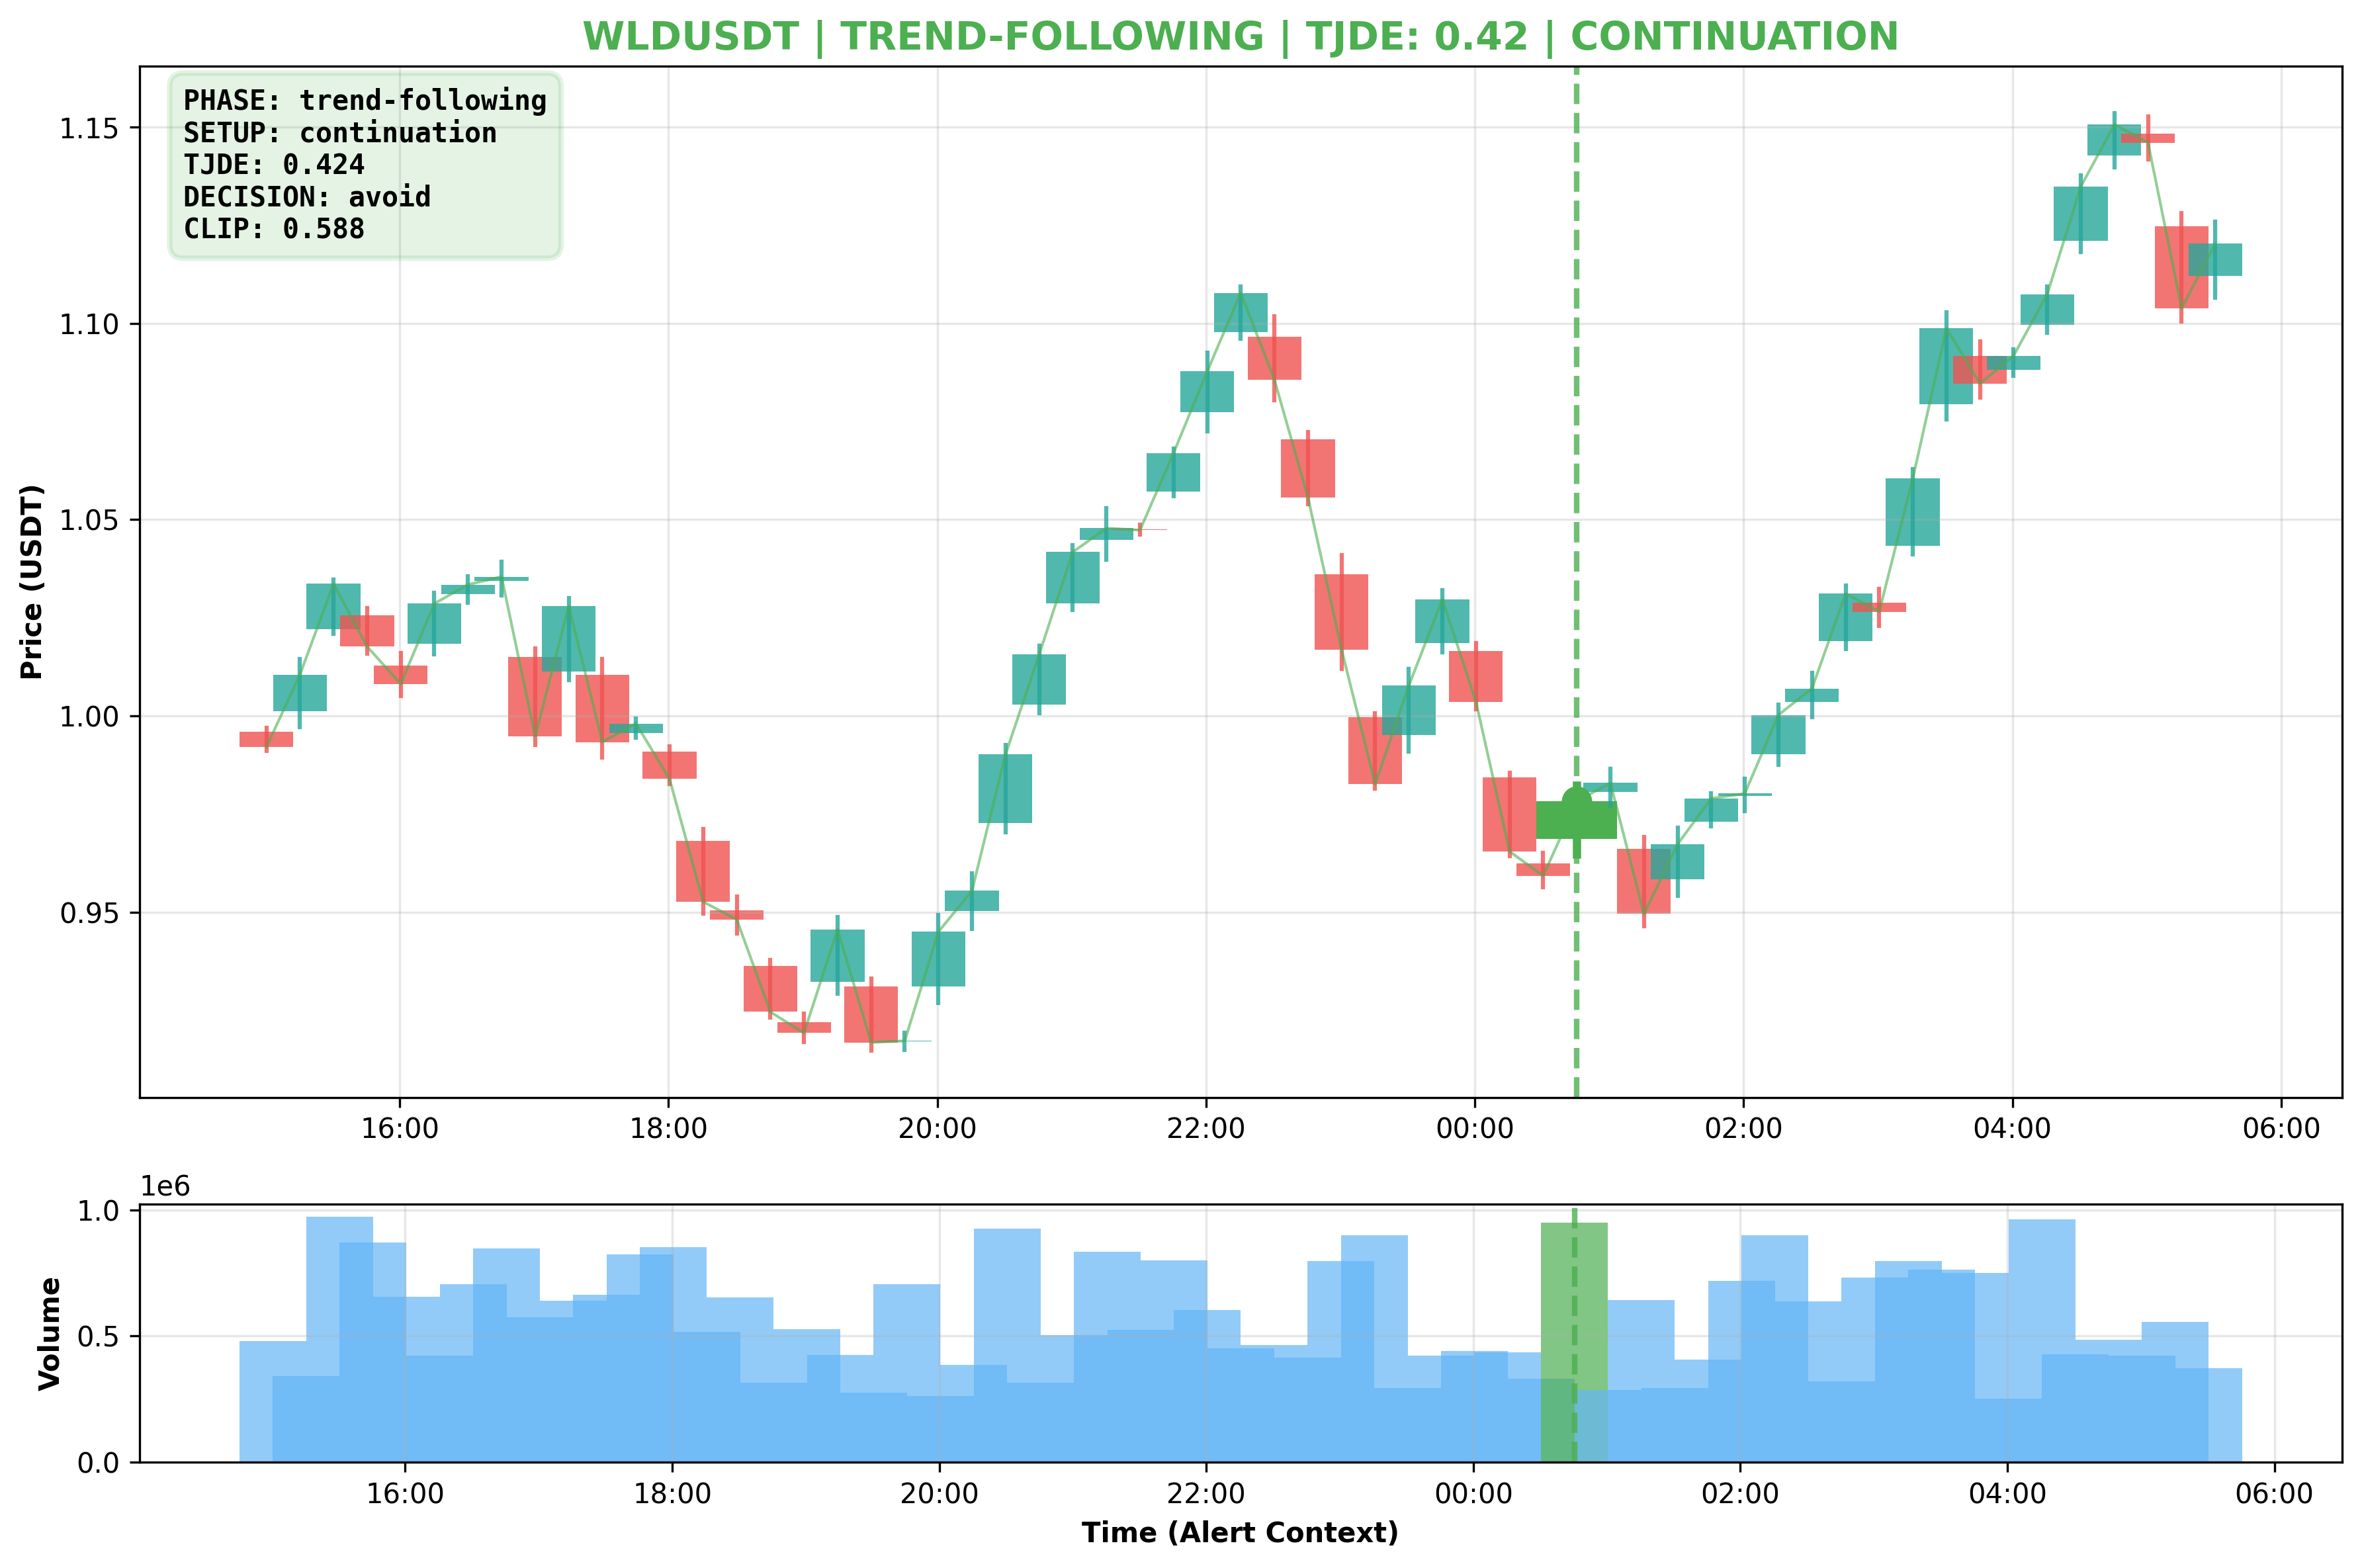 WLDUSDT | TREND-FOLLOWING | TJDE: 0.42 | CONTINUATION
PHASE: trend-following
SETUP: continuation
TJDE: 0.424
DECISION: avoid
CLIP: 0.588
Price (USDT)
1.15
1.10
1.05
1.00
0.95
16:00 18:00 20:00 22:00 00:00 02:00 04:00 06:00
1e6
Volume
1.0
0.5
0.0
16:00 18:00 20:00 22:00 00:00 02:00 04:00 06:00
Time (Alert Context)